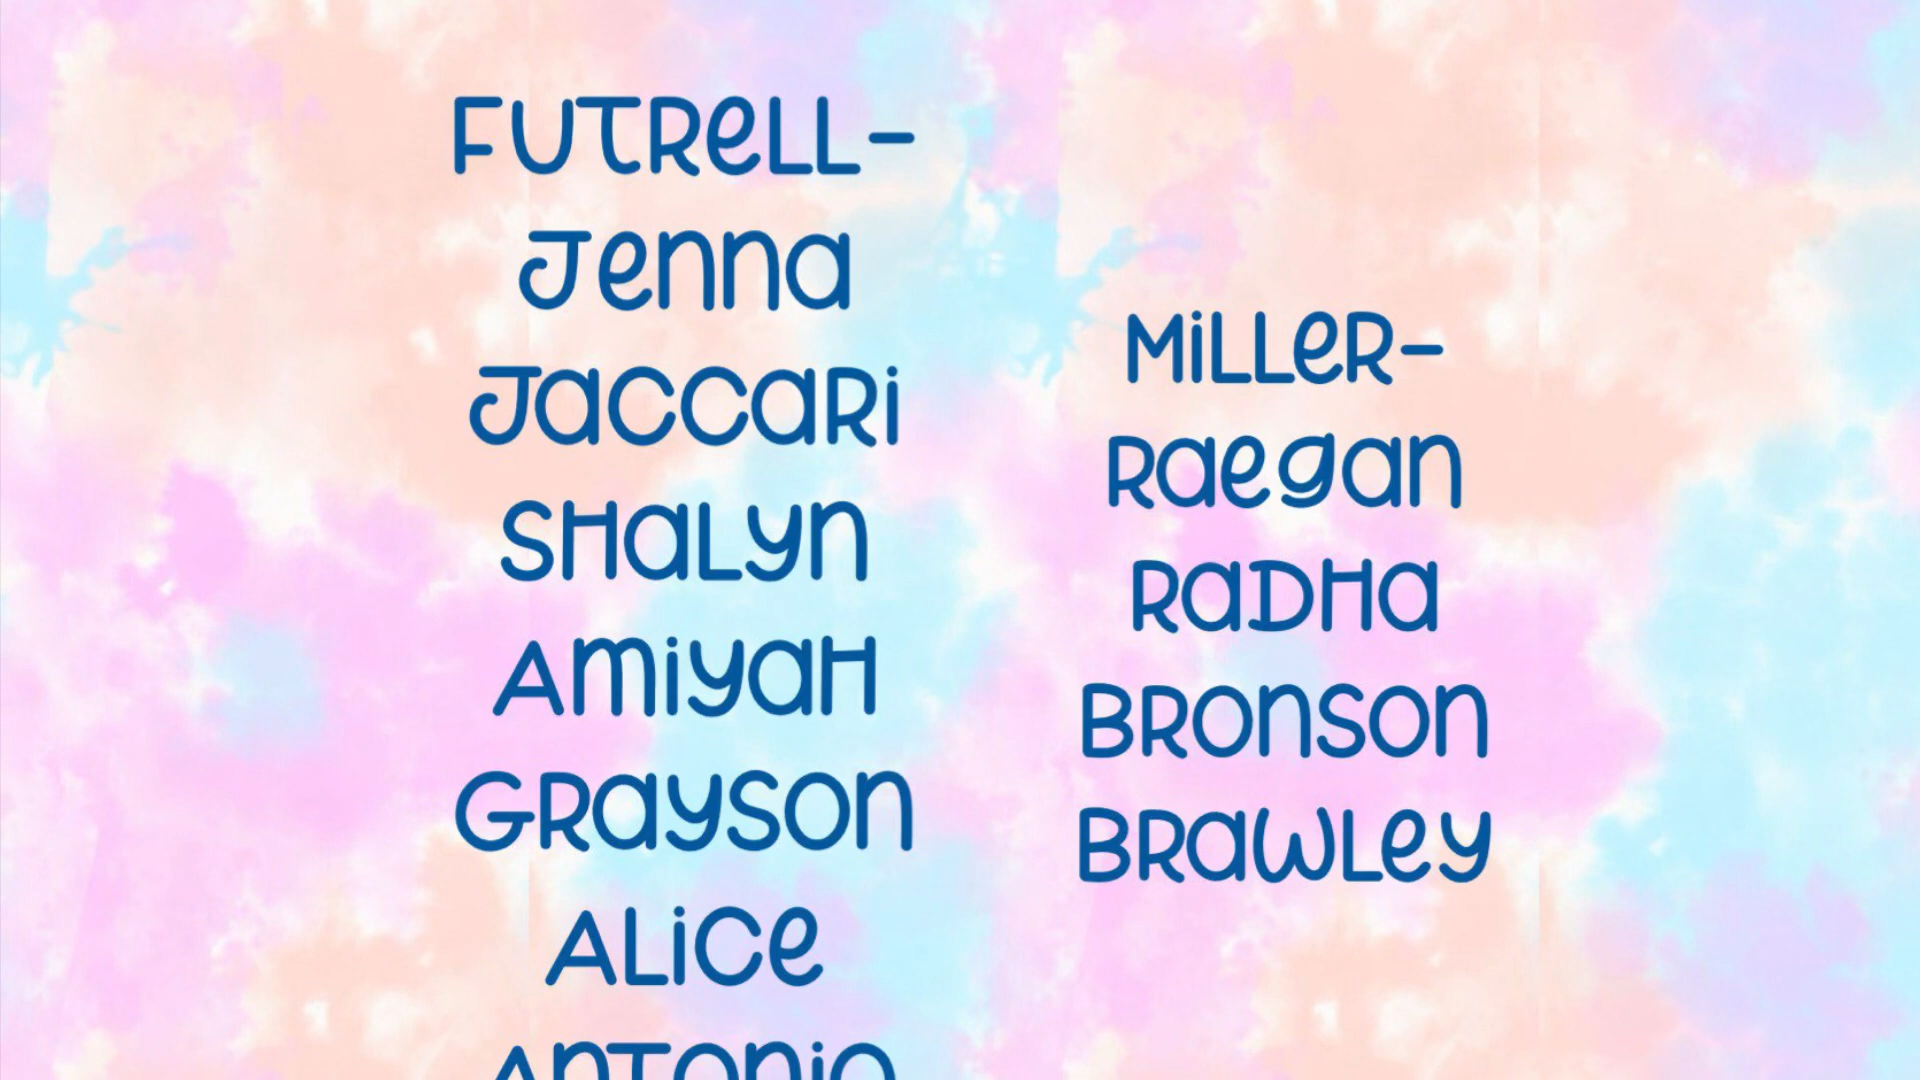 Futrell-
Jenna
Jaccari
Shalyn
Amiyah
Grayson
Alice
Miller-
Raegan
Radha
Bronson
Brawley